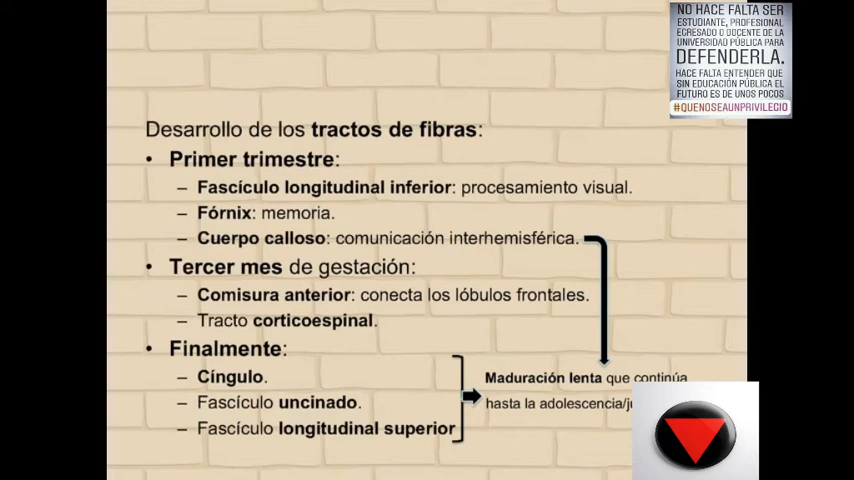 NO HACE FALTA SER
ESTUDIANTE, PROFESIONAL
EGRESADO O DOCENTE DE LA
UNIVERSIDAD PÚBLICA PARA
DEFENDERLA.
HACE FALTA ENTENDER QUE
SIN EDUCACIÓN PÚBLICA EL
FUTURO ES DE UNOS POCOS
#QUENOSEAUNPRIVILEGIO
Desarrollo de los tractos de fibras:
• Primer trimestre:
– Fascículo longitudinal inferior: procesamiento visual.
– Fórnix: memoria.
– Cuerpo calloso: comunicación interhemisférica.
• Tercer mes de gestación:
– Comisura anterior: conecta los lóbulos frontales.
– Tracto corticoespinal.
• Finalmente:
– Cíngulo.
– Fascículo uncinado.
– Fascículo longitudinal superior
Maduración lenta que continúa
hasta la adolescencia/